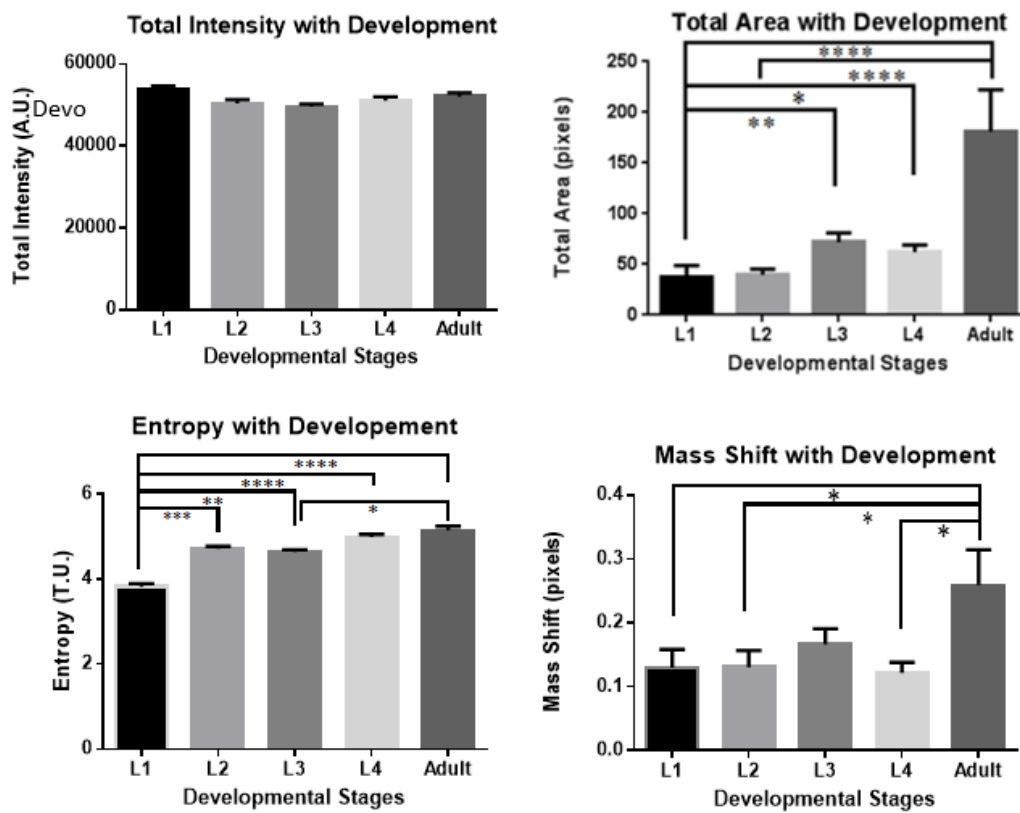 Total Intensity with Development
Total Intensity (A.U.)
Devo
60000
40000
20000
0
L1 L2 L3 L4 Adult
Developmental Stages
Total Area with Development
Total Area (pixels)
250
200
150
100
50
0
****
****
*
**
L1 L2 L3 L4 Adult
Developmental Stages
Entropy with Developement
Entropy (T.U.)
6
4
2
0
****
****
**
***
*
L1 L2 L3 L4 Adult
Developmental Stages
Mass Shift with Development
Mass Shift (pixels)
0.4
0.3
0.2
0.1
0.0
*
*
*
L1 L2 L3 L4 Adult
Developmental Stages